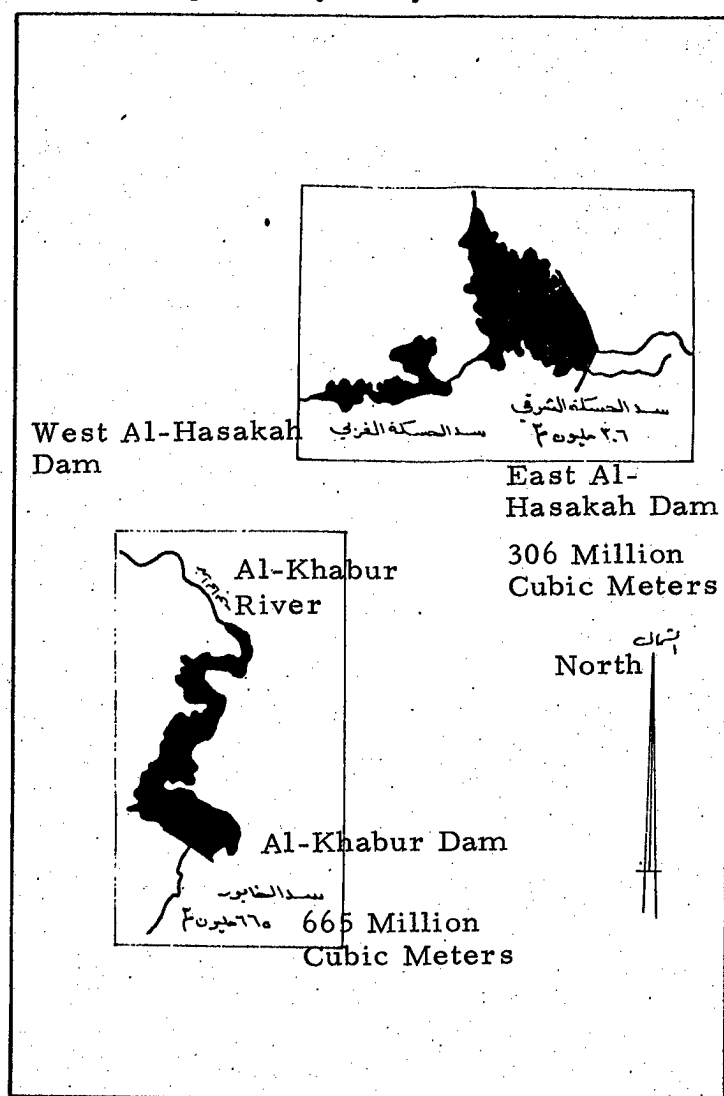 سد الحسكة الشرقي
٣٠٦ مليون م٣
سد الحسكة الغربي
West Al-Hasakah
Dam
East Al-
Hasakah Dam
306 Million
Cubic Meters
Al-Khabur
River
الشمال
North
Al-Khabur Dam
سد الخابور
٦٦٥ مليون م٣
665 Million
Cubic Meters